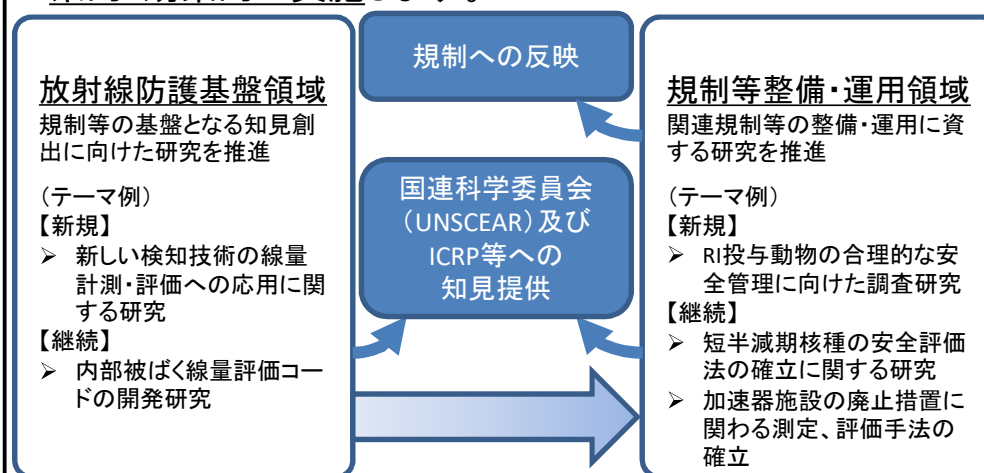 放射線防護基盤領域
規制等の基盤となる知見創
出に向けた研究を推進
（テーマ例）
【新規】
➢ 新しい検知技術の線量
計測・評価への応用に関
する研究
【継続】
➢ 内部被ばく線量評価コー
ドの開発研究
規制への反映
国連科学委員会
（UNSCEAR）及び
ICRP等への
知見提供
規制等整備・運用領域
関連規制等の整備・運用に資
する研究を推進
（テーマ例）
【新規】
➢ RI投与動物の合理的な安
全管理に向けた調査研究
【継続】
➢ 短半減期核種の安全評価
法の確立に関する研究
➢ 加速器施設の廃止措置に
関わる測定、評価手法の
確立